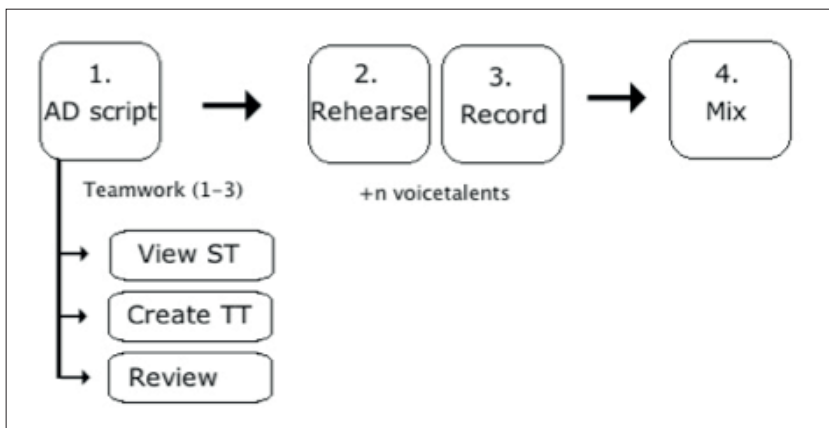 1.
AD script
2.
Rehearse
3.
Record
4.
Mix
Teamwork (1-3)
+n voicetalents
View ST
Create TT
Review